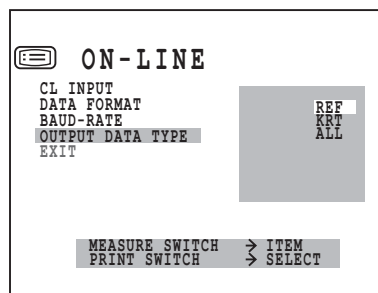 ON-LINE
CL INPUT
DATA FORMAT
BAUD-RATE
OUTPUT DATA TYPE
EXIT
REF
KRT
ALL
MEASURE SWITCH → ITEM
PRINT SWITCH → SELECT